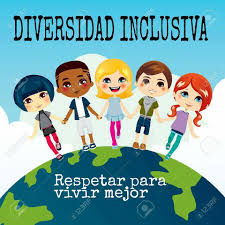 DIVERSIDAD INCLUSIVA
Respetar para
vivir mejor